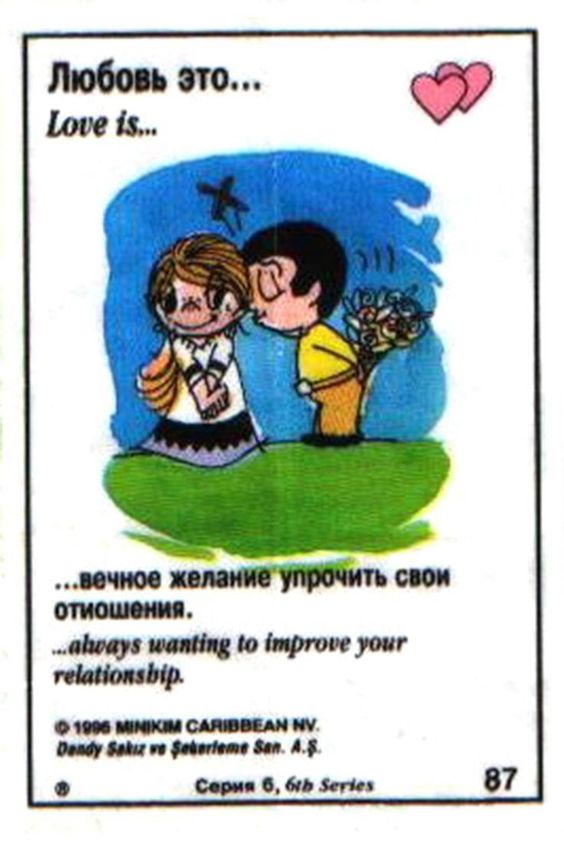 Любовь это...
Love is...
...вечное желание упрочить свои
отиошения.
...always wanting to improve your
relationship.
© 1996 MINIKIM CARIBBEAN NV.
Dandy Sakız ve Şekerleme San. A.Ş.
® Серия 6, 6th Series 87